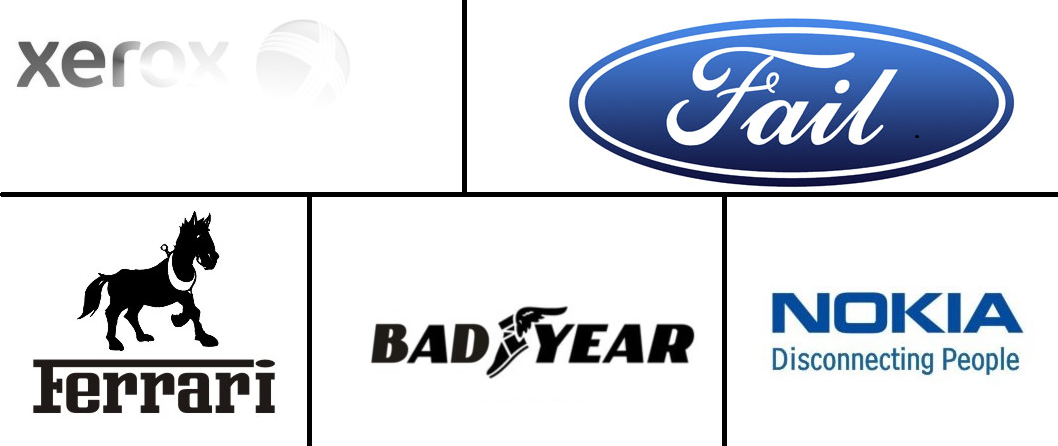 xerox
Fail
Ferrari
BAD YEAR
NOKIA
Disconnecting People